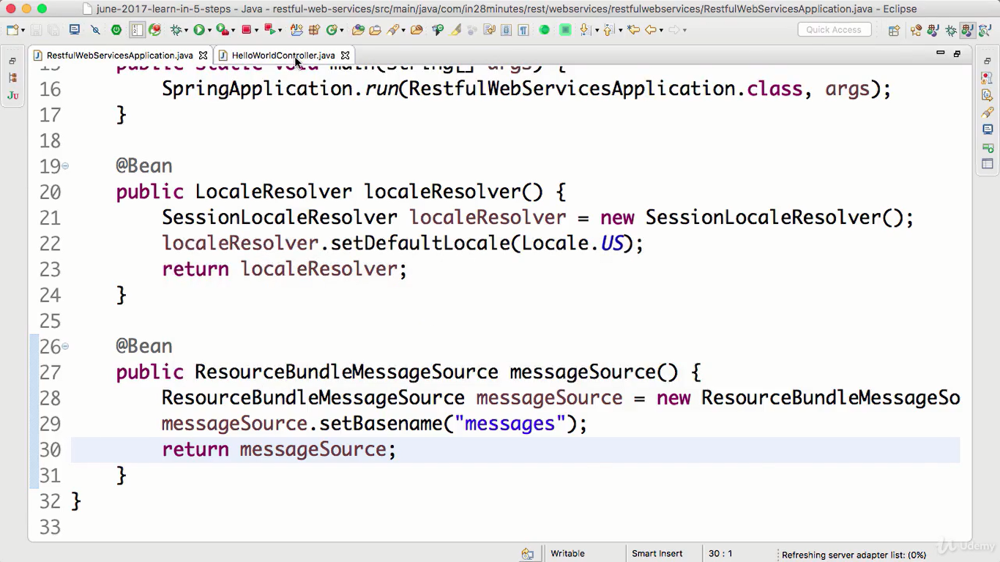 june-2017-learn-in-5-steps - Java - restful-web-services/src/main/java/com/in28minutes/rest/webservices/restfulwebservices/RestfulWebServicesApplication.java - Eclipse
Quick Access
RestfulWebServicesApplication.java HelloWorldController.java
15 public static void main(String[] args) {
16 SpringApplication.run(RestfulWebServicesApplication.class, args);
17 }
18
19 @Bean
20 public LocaleResolver localeResolver() {
21 SessionLocaleResolver localeResolver = new SessionLocaleResolver();
22 localeResolver.setDefaultLocale(Locale.US);
23 return localeResolver;
24 }
25
26 @Bean
27 public ResourceBundleMessageSource messageSource() {
28 ResourceBundleMessageSource messageSource = new ResourceBundleMessageSo
29 messageSource.setBasename("messages");
30 return messageSource;
31 }
32 }
33
Writable Smart Insert 30 : 1 Refreshing server adapter list: (0%)
Udemy